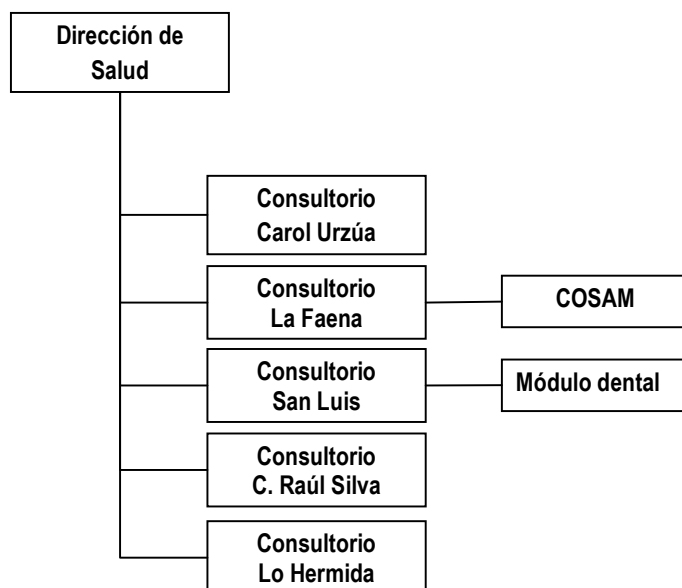 Dirección de
Salud
Consultorio
Carol Urzúa
Consultorio
La Faena
COSAM
Consultorio
San Luis
Módulo dental
Consultorio
C. Raúl Silva
Consultorio
Lo Hermida